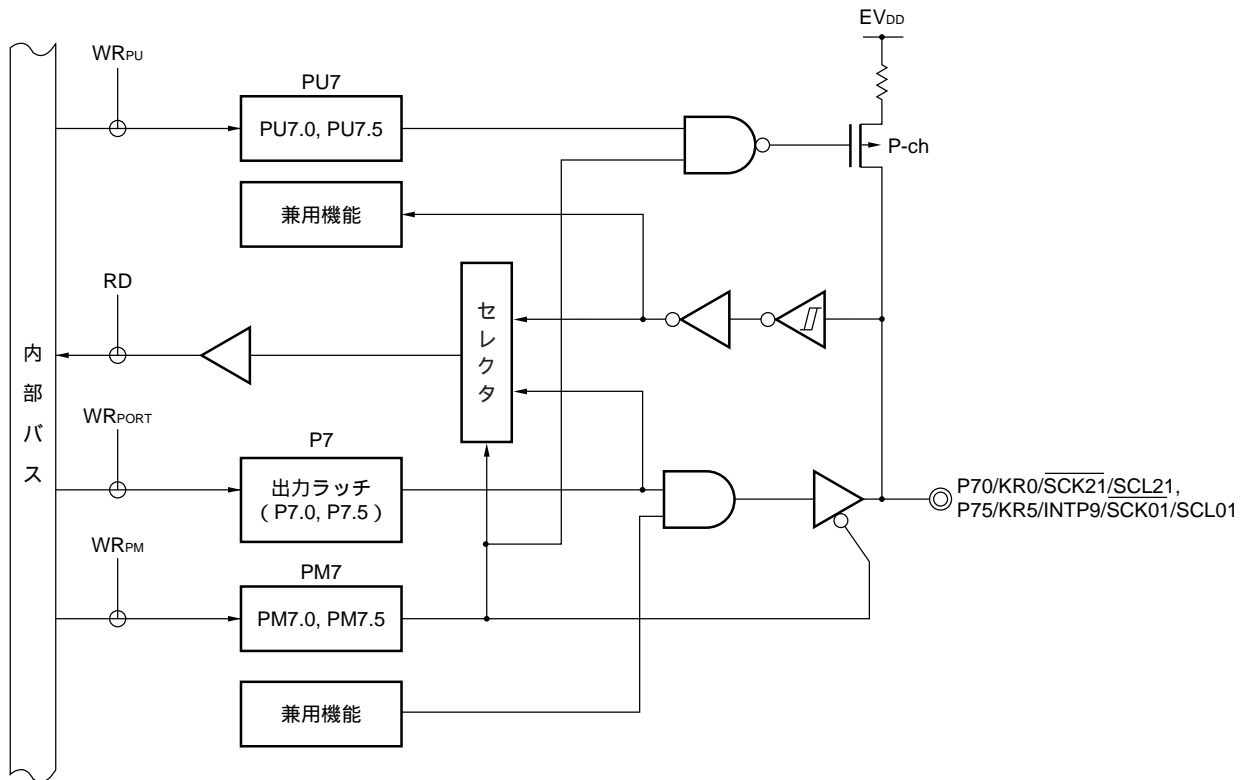 EVDD
WRPU
PU7
PU7.0, PU7.5
P-ch
兼用機能
RD
セレクタ
内部バス
WRPORT
P7
出力ラッチ
（P7.0, P7.5）
P70/KR0/SCK21/SCL21,
P75/KR5/INTP9/SCK01/SCL01
WRPM
PM7
PM7.0, PM7.5
兼用機能